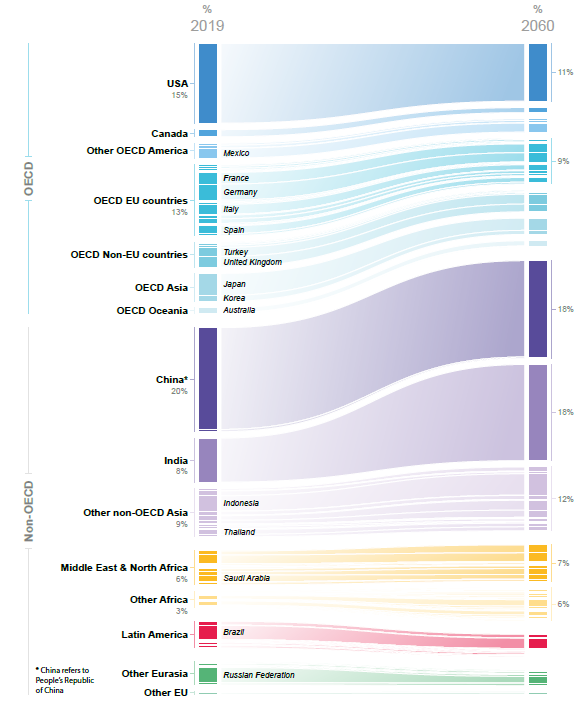 %
2019
%
2060
OECD
USA
15%
11%
Canada
Other OECD America
Mexico
9%
OECD EU countries
13%
France
Germany
Italy
Spain
OECD Non-EU countries
Turkey
United Kingdom
OECD Asia
Japan
Korea
OECD Oceania
Australia
Non-OECD
China*
20%
18%
India
8%
18%
Other non-OECD Asia
9%
Indonesia
Thailand
12%
Middle East & North Africa
6%
Saudi Arabia
7%
Other Africa
3%
6%
Latin America
Brazil
Other Eurasia
Russian Federation
Other EU
* China refers to
People's Republic
of China